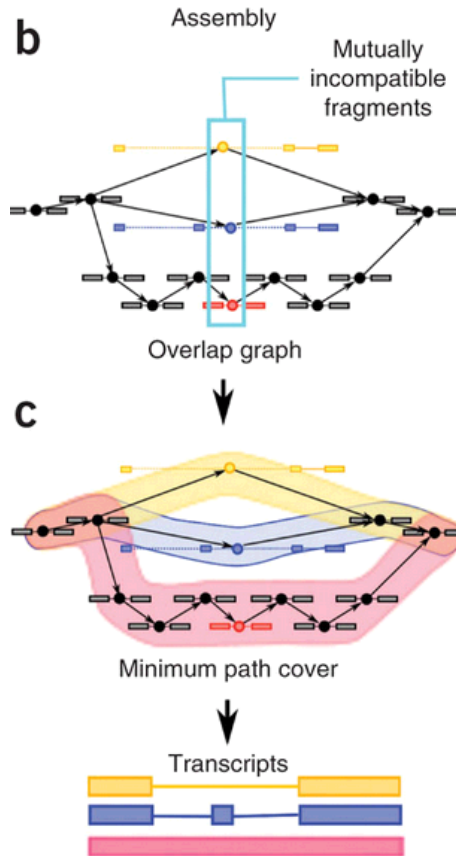 b
Assembly
Mutually
incompatible
fragments
Overlap graph
c
Minimum path cover
Transcripts